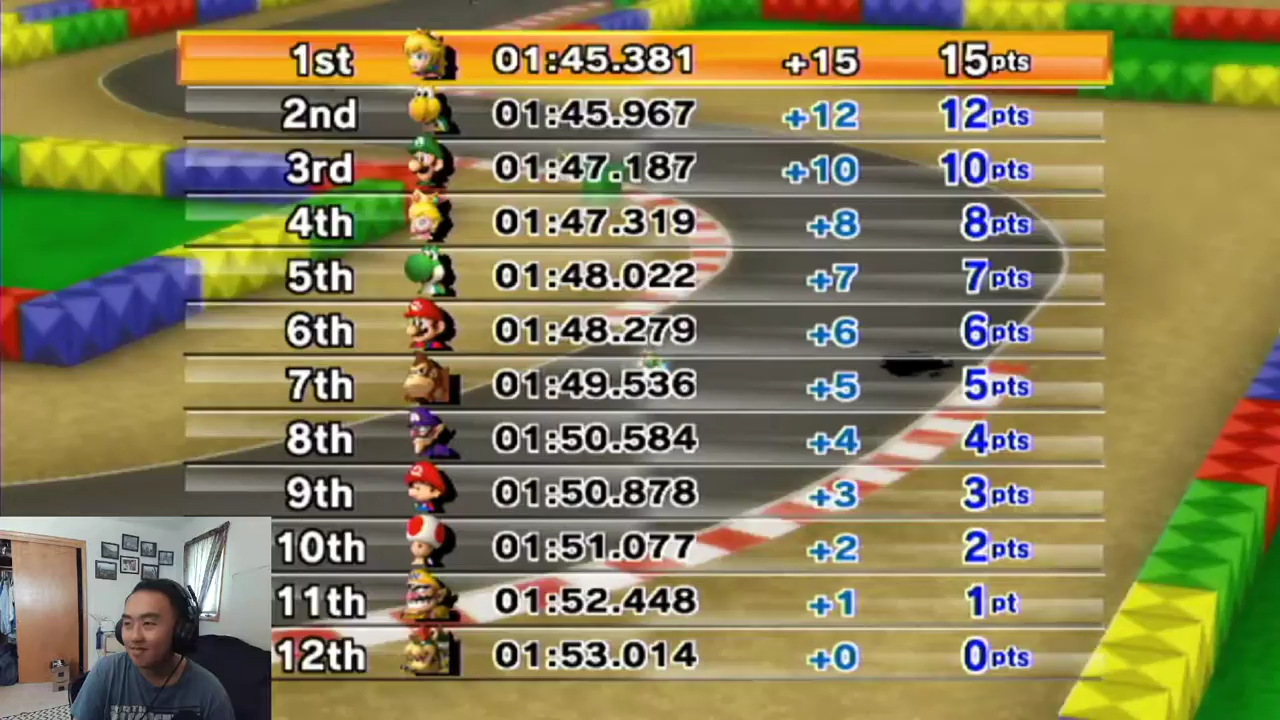 1st 01:45.381 +15 15pts
2nd 01:45.967 +12 12pts
3rd 01:47.187 +10 10pts
4th 01:47.319 +8 8pts
5th 01:48.022 +7 7pts
6th 01:48.279 +6 6pts
7th 01:49.536 +5 5pts
8th 01:50.584 +4 4pts
9th 01:50.878 +3 3pts
10th 01:51.077 +2 2pts
11th 01:52.448 +1 1pt
12th 01:53.014 +0 0pts